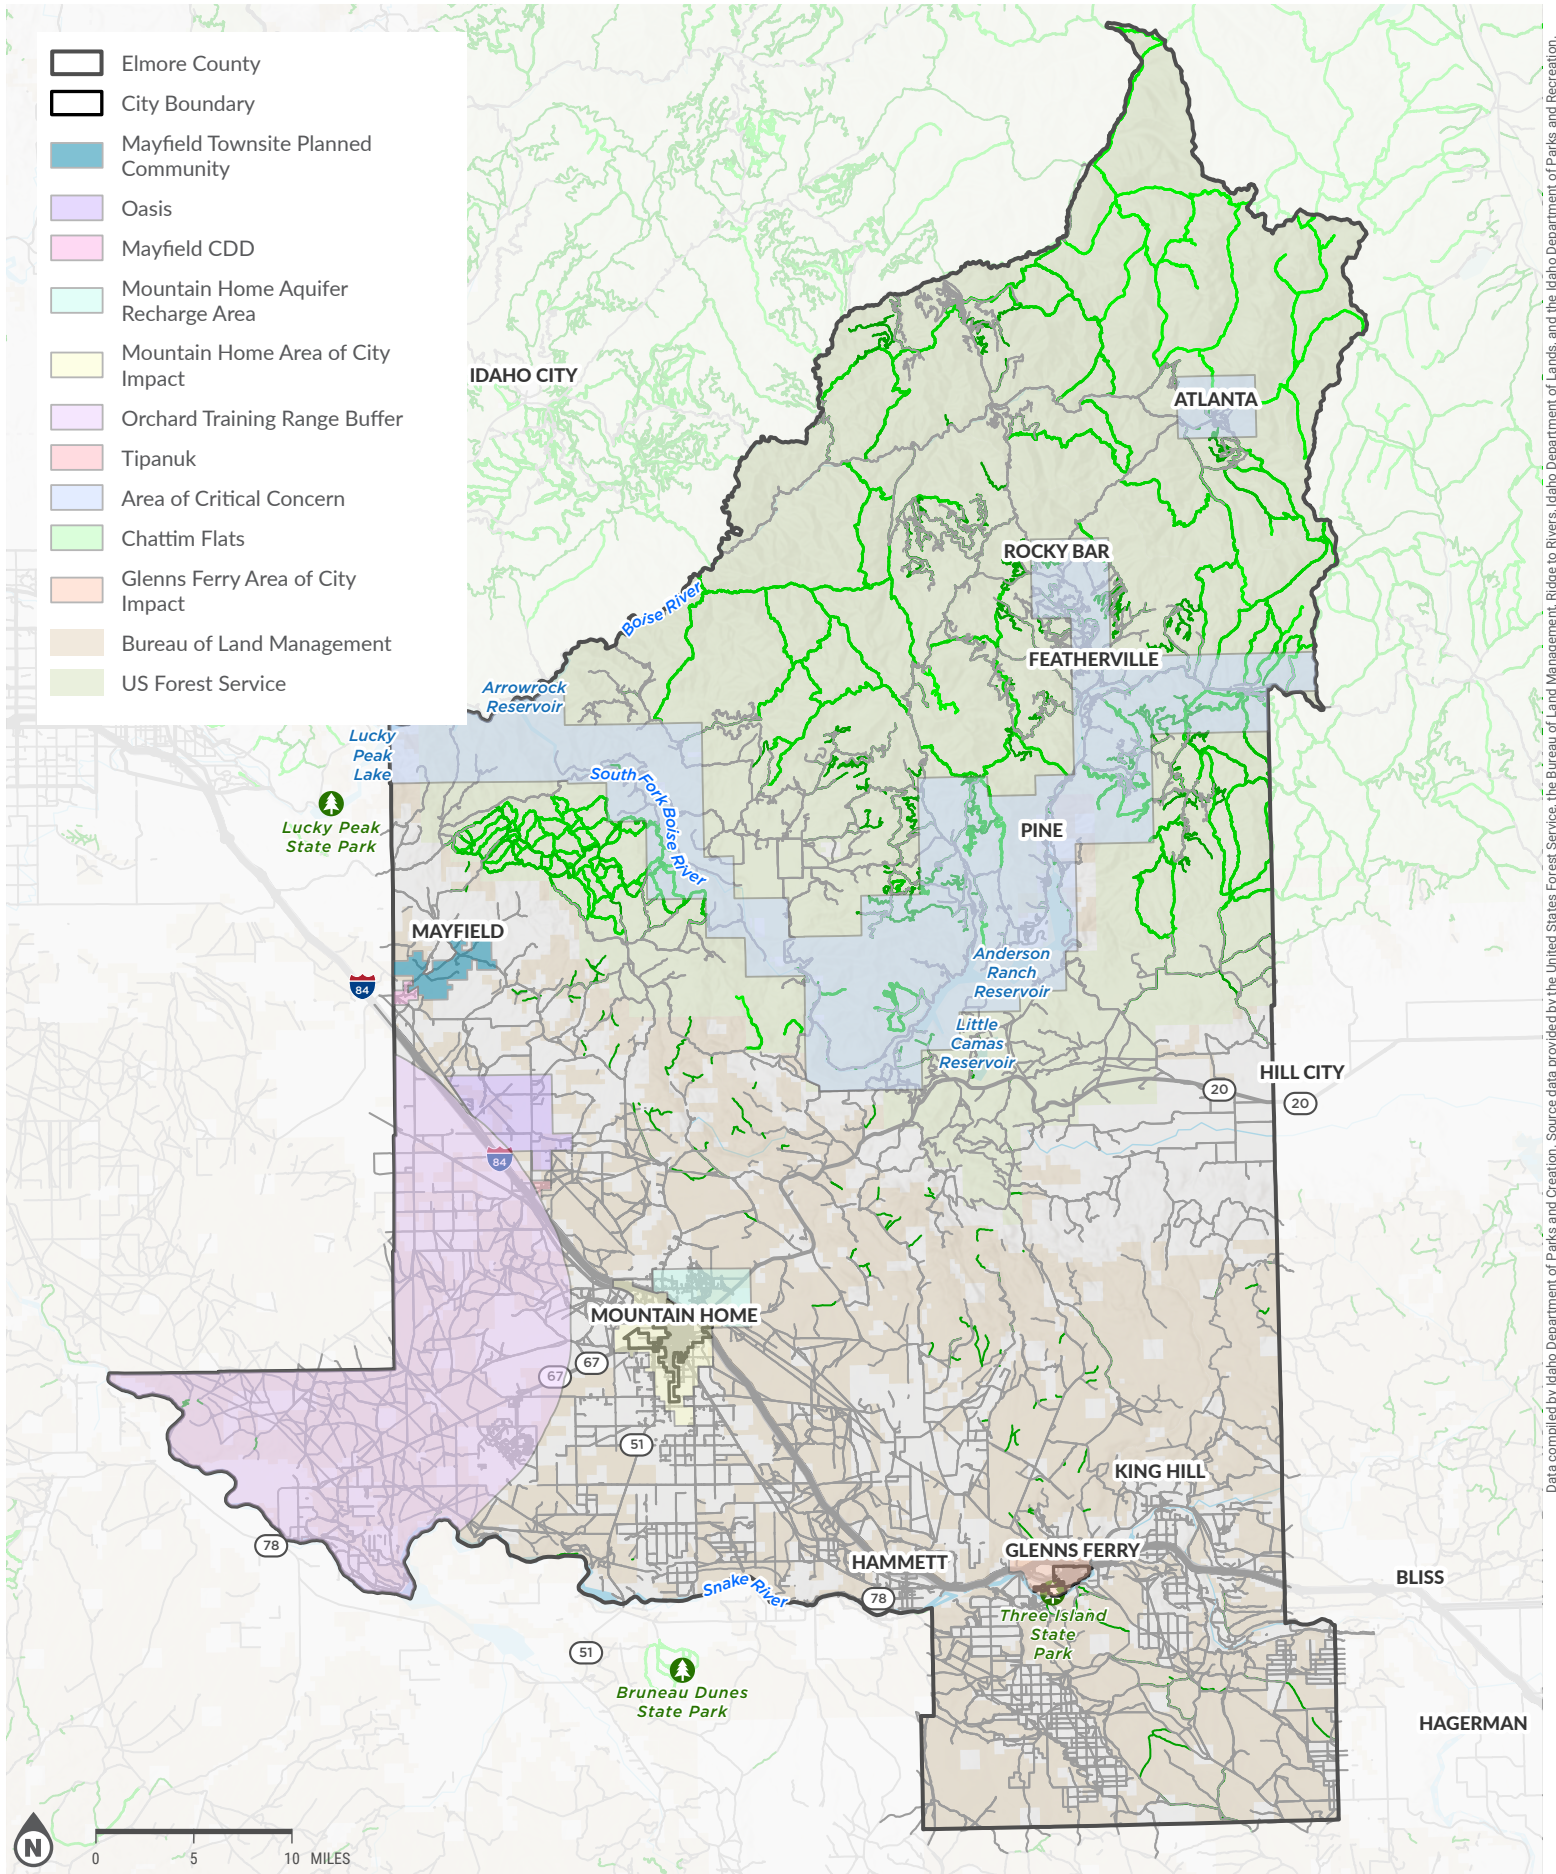 Elmore County
City Boundary
Mayfield Townsite Planned
Community
Oasis
Mayfield CDD
Mountain Home Aquifer
Recharge Area
Mountain Home Area of City
Impact
Orchard Training Range Buffer
Tipanuk
Area of Critical Concern
Chattim Flats
Glenns Ferry Area of City
Impact
Bureau of Land Management
US Forest Service
IDAHO CITY
ATLANTA
ROCKY BAR
Boise River
FEATHERVILLE
Arrowrock
Reservoir
Lucky
Peak
Lake
South Fork Boise River
Lucky Peak
State Park
PINE
MAYFIELD
84
Anderson
Ranch
Reservoir
Little
Camas
Reservoir
HILL CITY
20
20
84
MOUNTAIN HOME
67
67
51
KING HILL
78
GLENNS FERRY
HAMMETT
BLISS
Snake River
78
Three Island
State
Park
51
Bruneau Dunes
State Park
HAGERMAN
N
0 5 10 MILES
Data compiled by Idaho Department of Parks and Creation. Source data provided by the United States Forest Service, the Bureau of Land Management, Ridge to Rivers, Idaho Department of Lands, and the Idaho Department of Parks and Recreation.